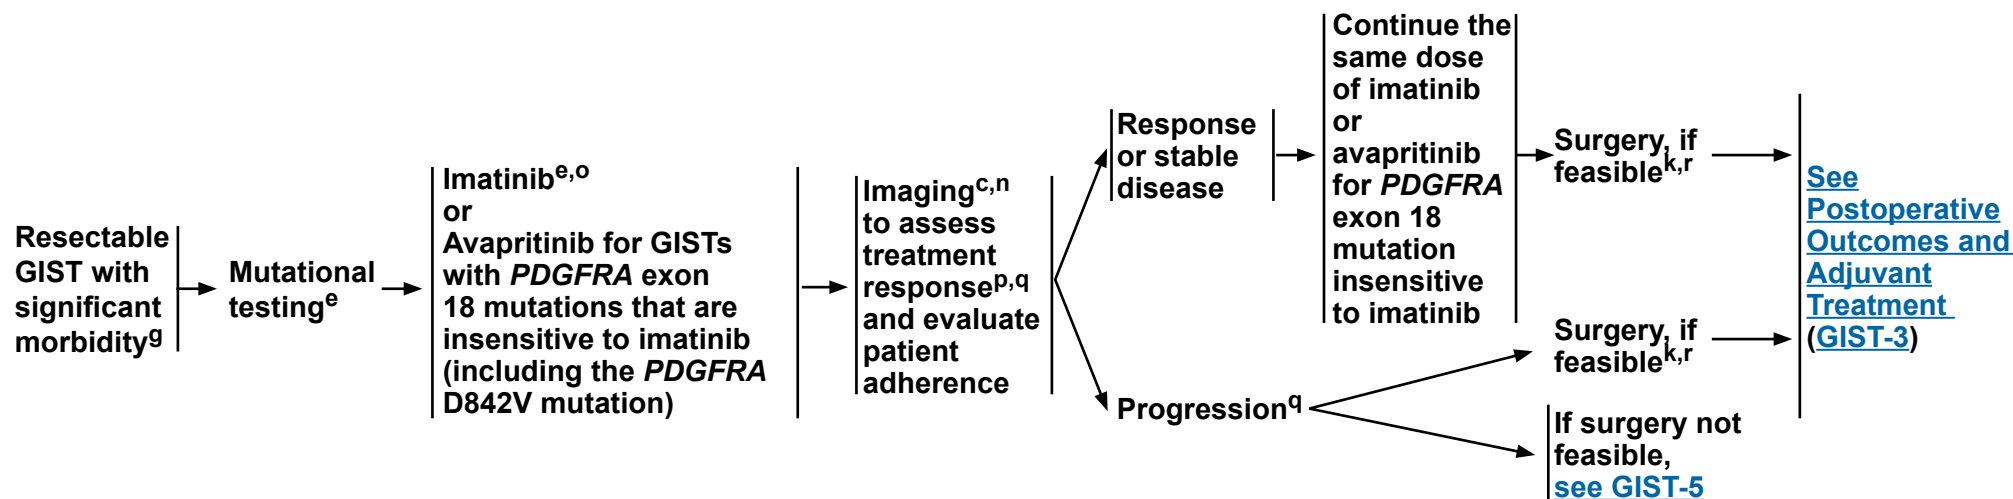 Resectable
GIST with
significant
morbidityg
Mutational
testinge
Imatinibe,o
or
Avapritinib for GISTs
with PDGFRA exon
18 mutations that are
insensitive to imatinib
(including the PDGFRA
D842V mutation)
Imagingc,n
to assess
treatment
responsep,q
and evaluate
patient
adherence
Response
or stable
disease
Continue the
same dose
of imatinib
or
avapritinib
for PDGFRA
exon 18
mutation
insensitive
to imatinib
Surgery, if
feasiblek,r
Progressionq
Surgery, if
feasiblek,r
If surgery not
feasible,
see GIST-5
See
Postoperative
Outcomes and
Adjuvant
Treatment
(GIST-3)